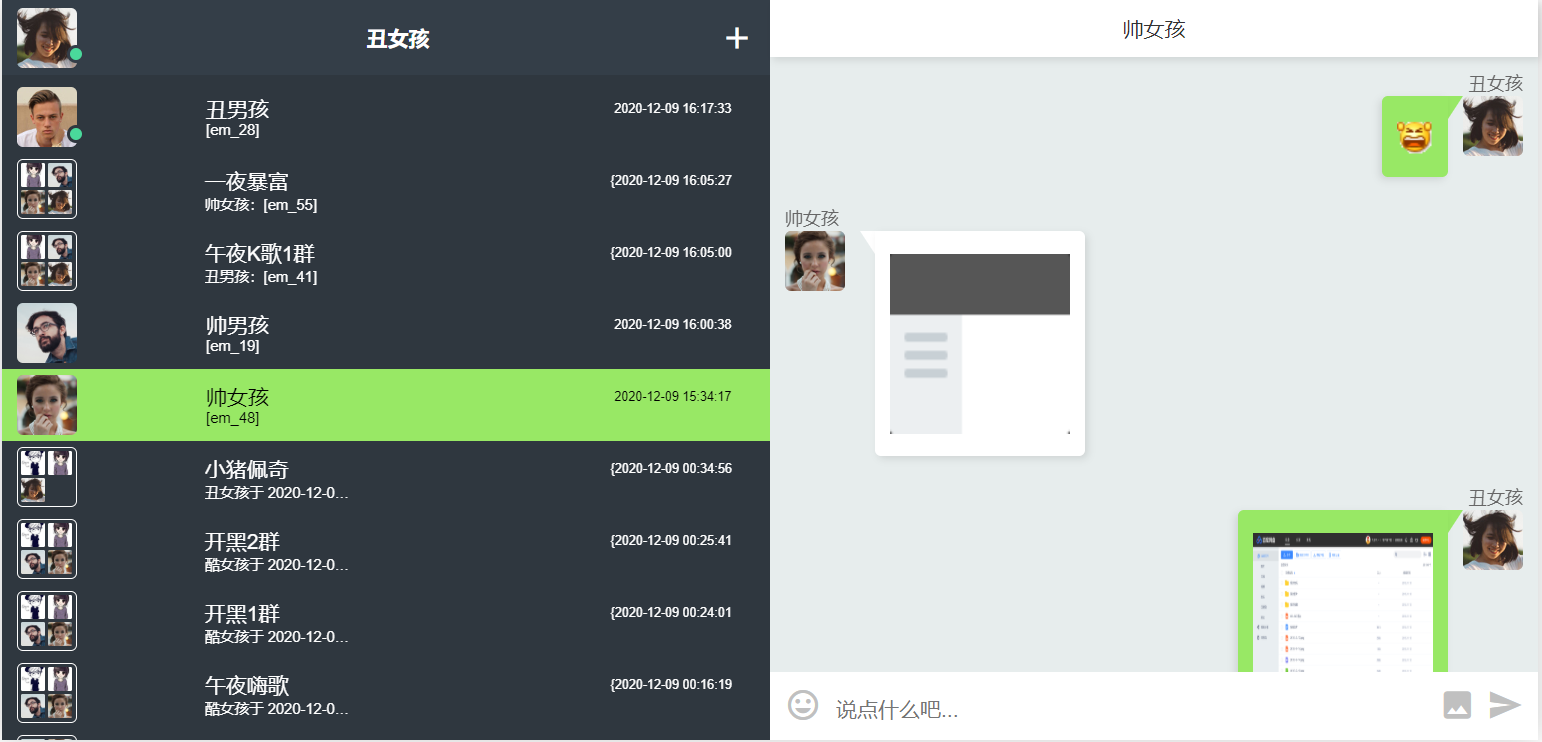 丑女孩
丑男孩
2020-12-09 16:17:33
[em_28]
一夜暴富
{2020-12-09 16:05:27
帅女孩：[em_55]
午夜K歌1群
{2020-12-09 16:05:00
丑男孩：[em_41]
帅男孩
2020-12-09 16:00:38
[em_19]
帅女孩
2020-12-09 15:34:17
[em_48]
小猪佩奇
{2020-12-09 00:34:56
丑女孩于 2020-12-0...
开黑2群
{2020-12-09 00:25:41
酷女孩于 2020-12-0...
开黑1群
{2020-12-09 00:24:01
酷女孩于 2020-12-0...
午夜嗨歌
{2020-12-09 00:16:19
酷女孩于 2020-12-0...
帅女孩
丑女孩
帅女孩
丑女孩
说点什么吧...